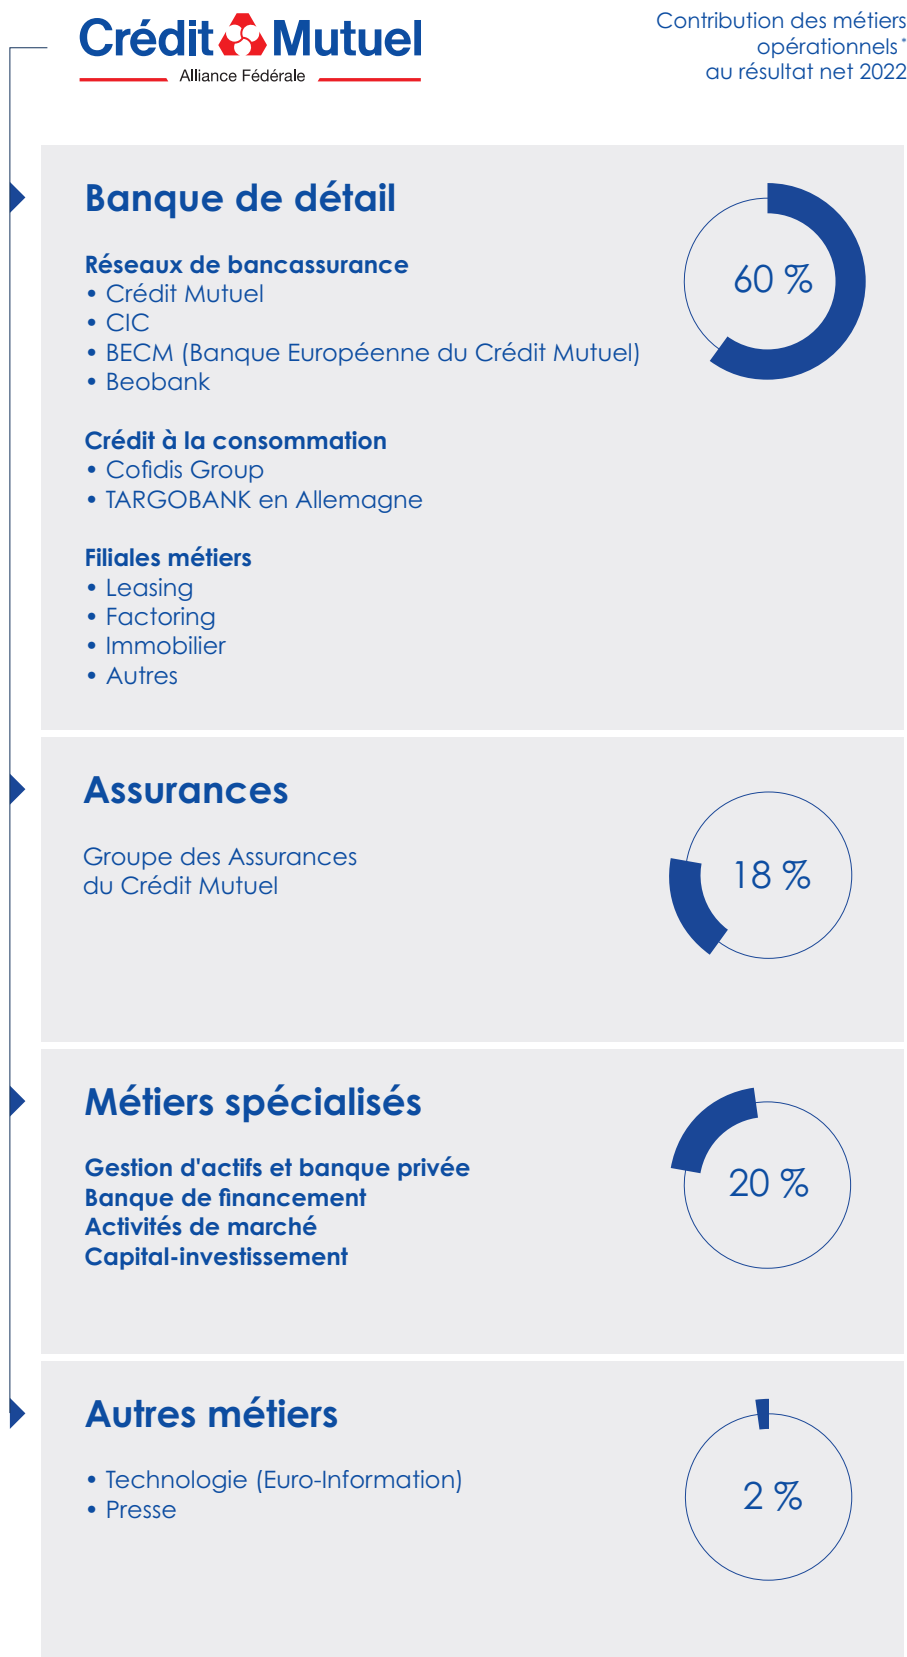 Crédit Mutuel
Alliance Fédérale
Contribution des métiers
opérationnels*
au résultat net 2022
Banque de détail
Réseaux de bancassurance
• Crédit Mutuel
• CIC
• BECM (Banque Européenne du Crédit Mutuel)
• Beobank
60 %
Crédit à la consommation
• Cofidis Group
• TARGOBANK en Allemagne
Filiales métiers
• Leasing
• Factoring
• Immobilier
• Autres
Assurances
Groupe des Assurances
du Crédit Mutuel
18 %
Métiers spécialisés
Gestion d'actifs et banque privée
Banque de financement
Activités de marché
Capital-investissement
20 %
Autres métiers
• Technologie (Euro-Information)
• Presse
2 %